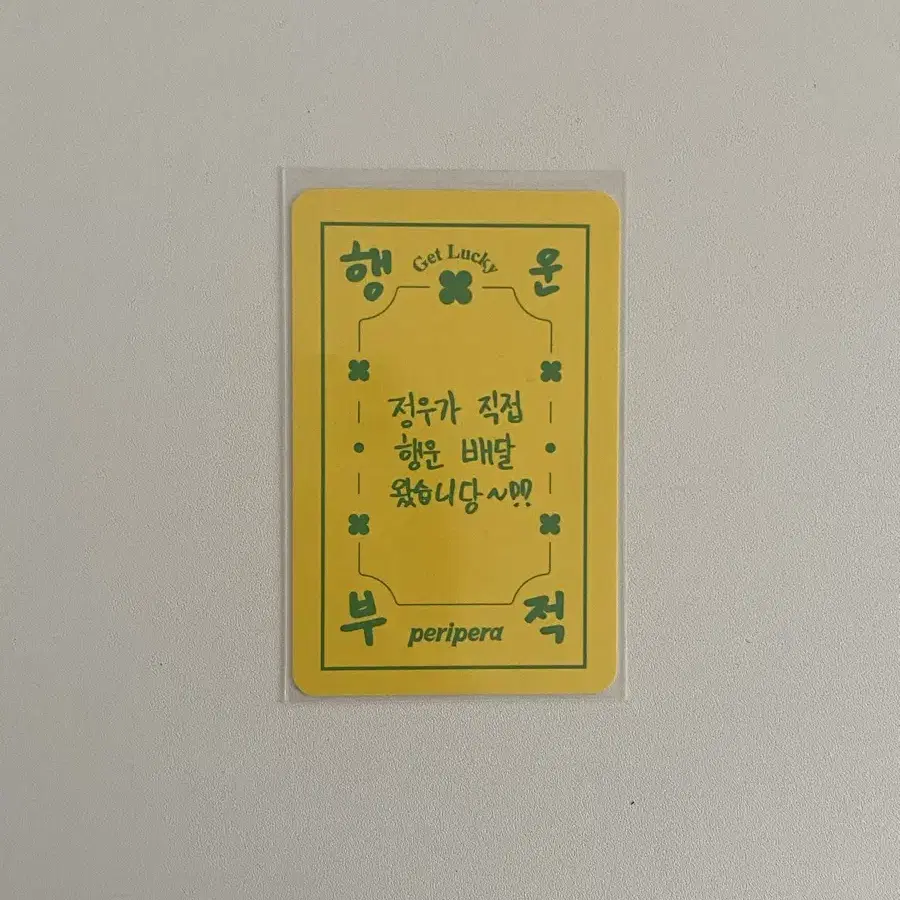 Get Lucky
행 운
정우가 직접
행운 배달
왔습니당~!!
부 적
peripera